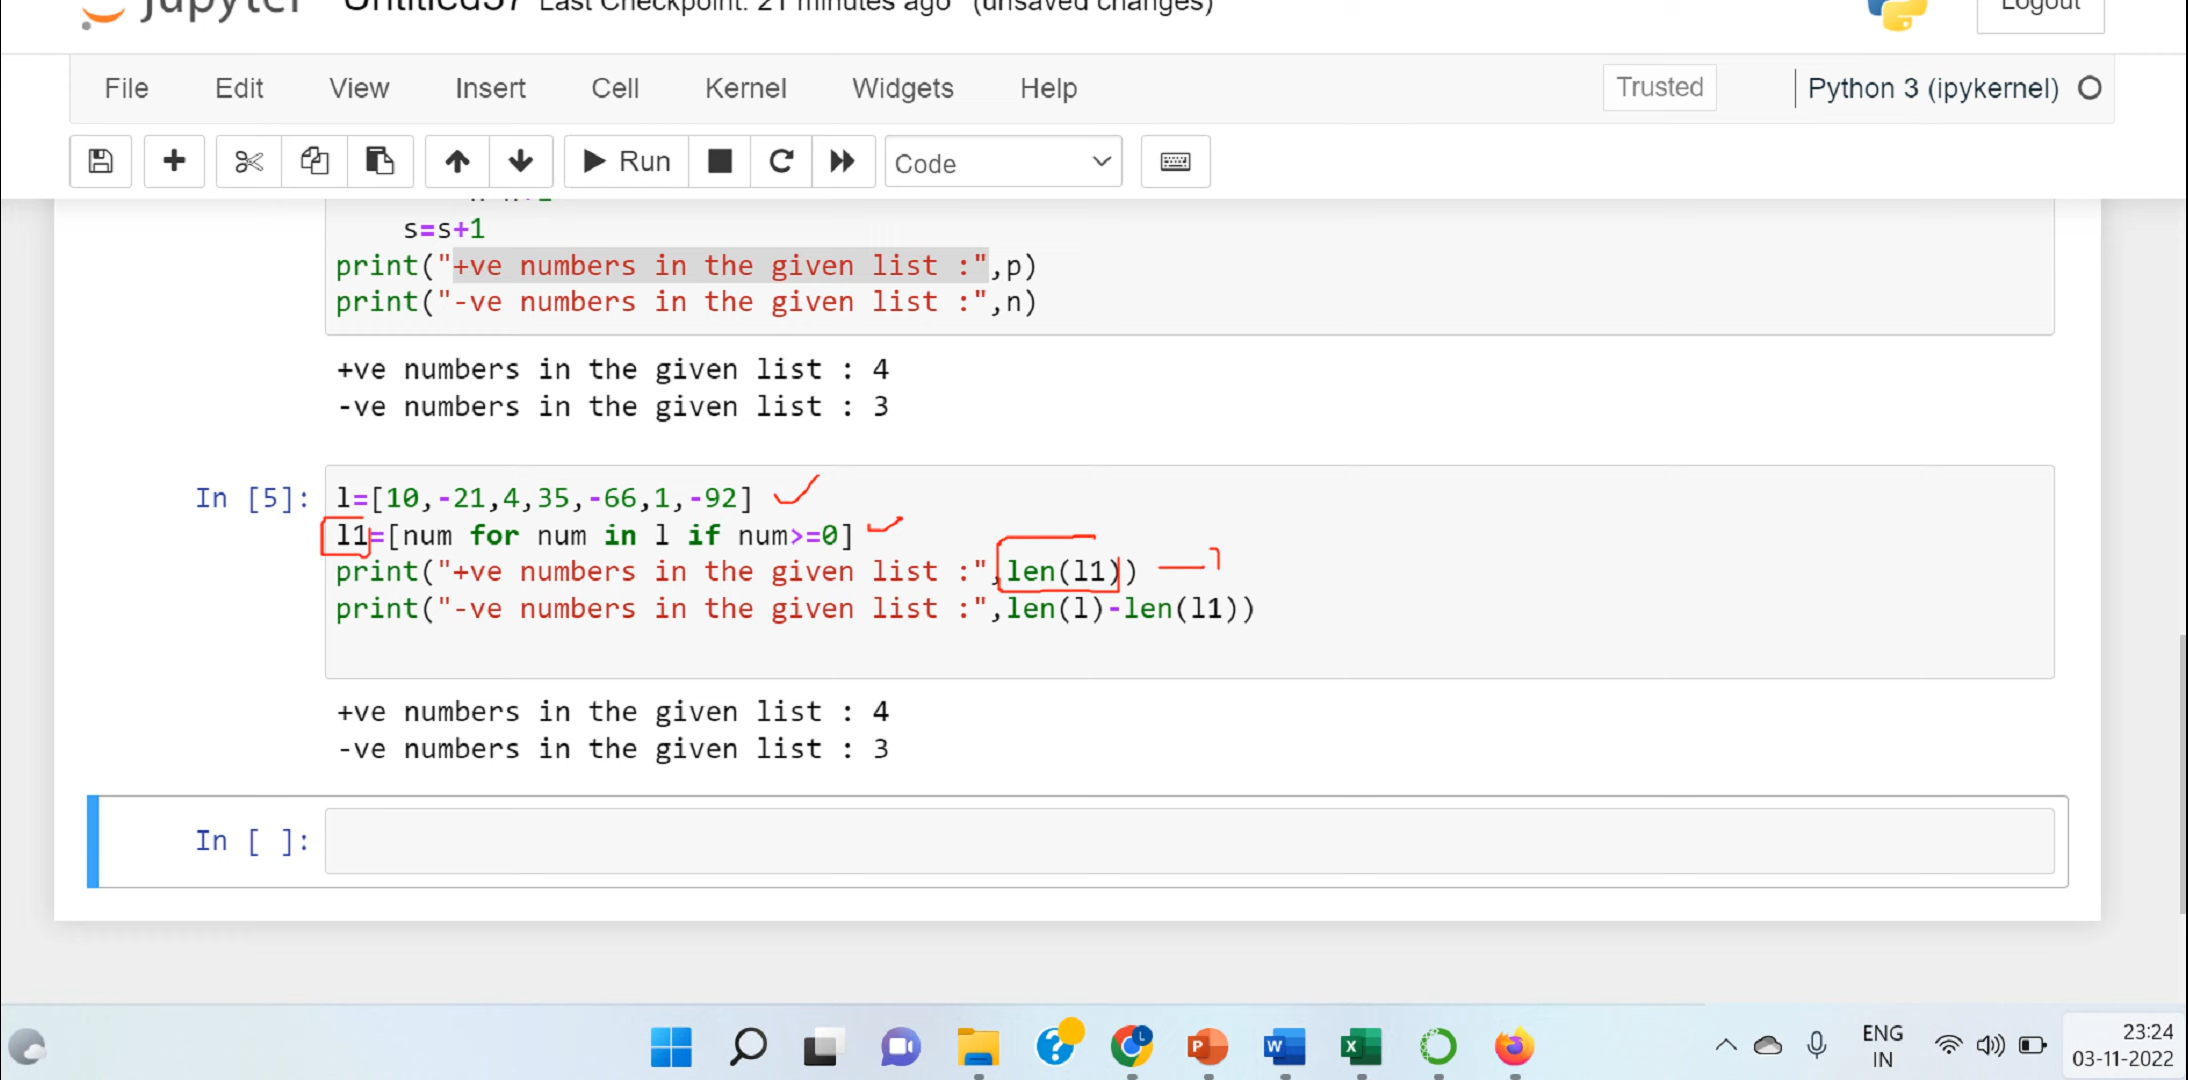 jupyter Untitled37 Last Checkpoint: 21 minutes ago (unsaved changes) Logout
File Edit View Insert Cell Kernel Widgets Help Trusted Python 3 (ipykernel)
Run Code
s=s+1
print("+ve numbers in the given list :",p)
print("-ve numbers in the given list :",n)
+ve numbers in the given list : 4
-ve numbers in the given list : 3
In [5]: l=[10,-21,4,35,-66,1,-92]
l1=[num for num in l if num>=0]
print("+ve numbers in the given list :",len(l1))
print("-ve numbers in the given list :",len(l)-len(l1))
+ve numbers in the given list : 4
-ve numbers in the given list : 3
In [ ]:
ENG
IN
23:24
03-11-2022